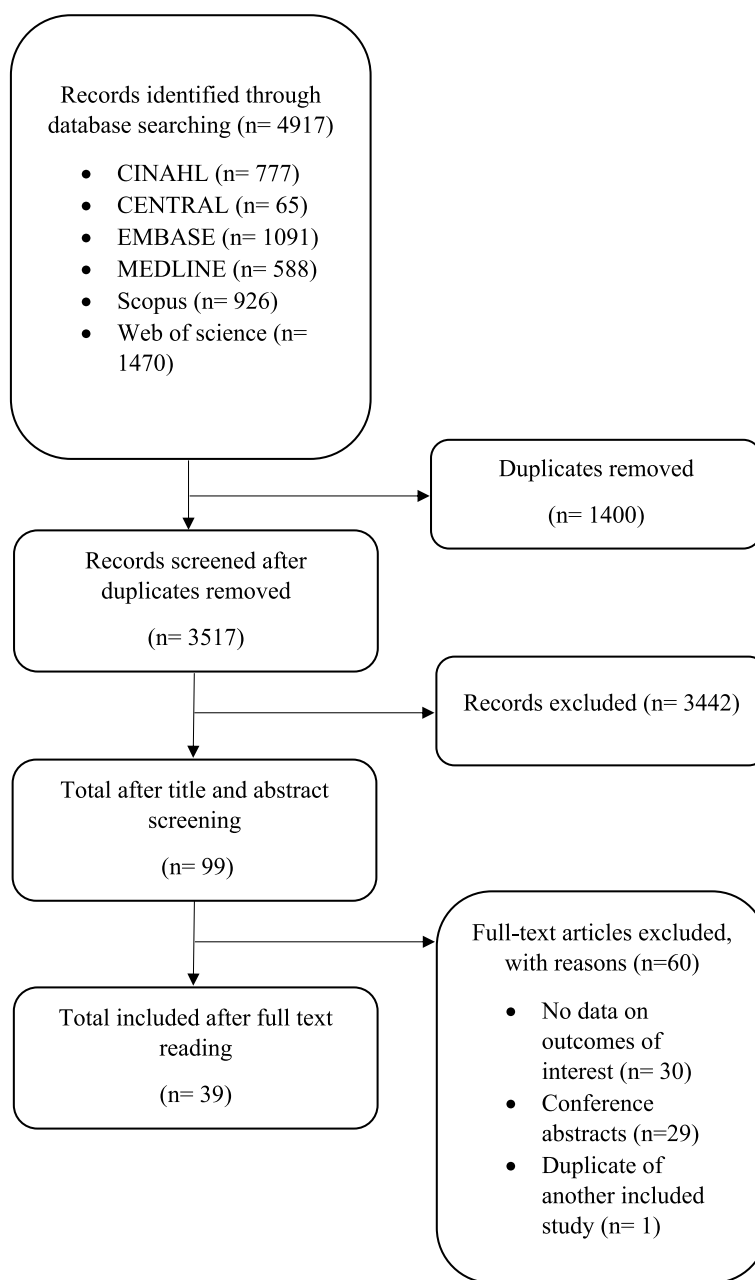 Records identified through
database searching (n= 4917)
• CINAHL (n= 777)
• CENTRAL (n= 65)
• EMBASE (n= 1091)
• MEDLINE (n= 588)
• Scopus (n= 926)
• Web of science (n=
1470)
Duplicates removed
(n= 1400)
Records screened after
duplicates removed
(n= 3517)
Records excluded (n= 3442)
Total after title and abstract
screening
(n= 99)
Full-text articles excluded,
with reasons (n=60)
• No data on
outcomes of
interest (n= 30)
• Conference
abstracts (n=29)
• Duplicate of
another included
study (n= 1)
Total included after full text
reading
(n= 39)